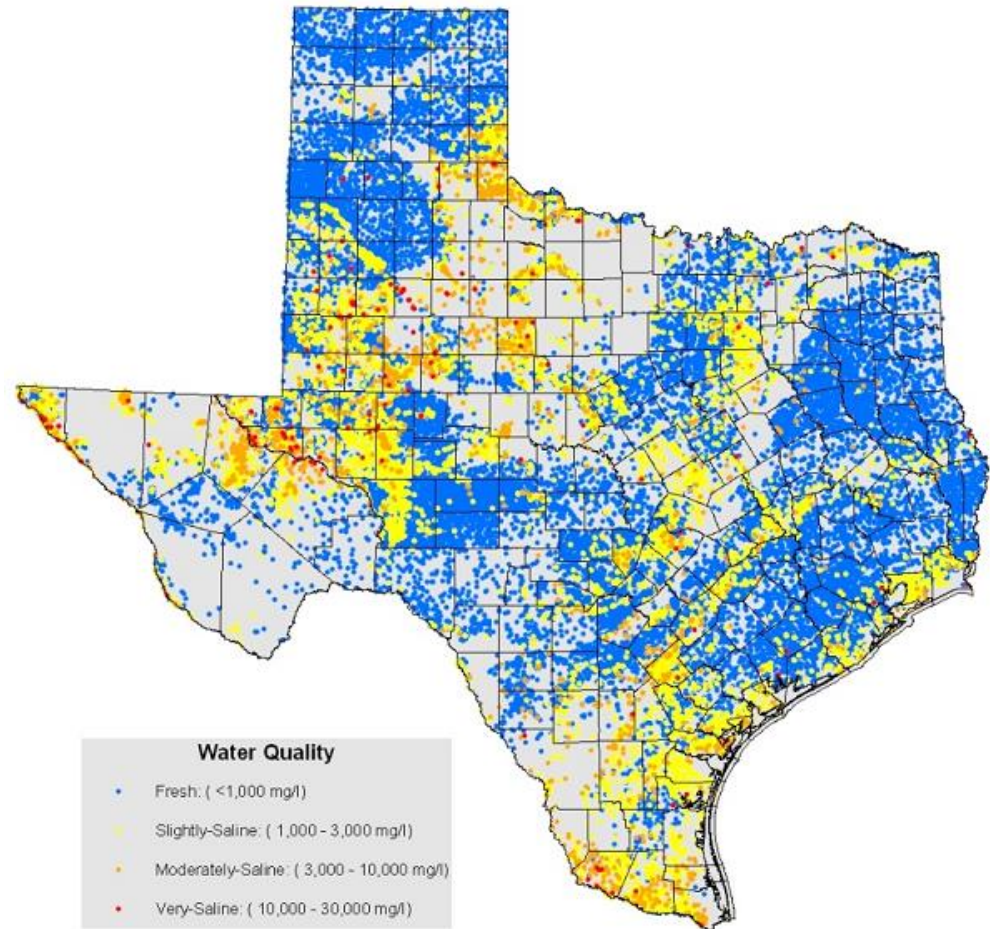 Water Quality
Fresh: ( <1,000 mg/l)
Slightly-Saline: ( 1,000 - 3,000 mg/l)
Moderately-Saline: ( 3,000 - 10,000 mg/l)
Very-Saline: ( 10,000 - 30,000 mg/l)